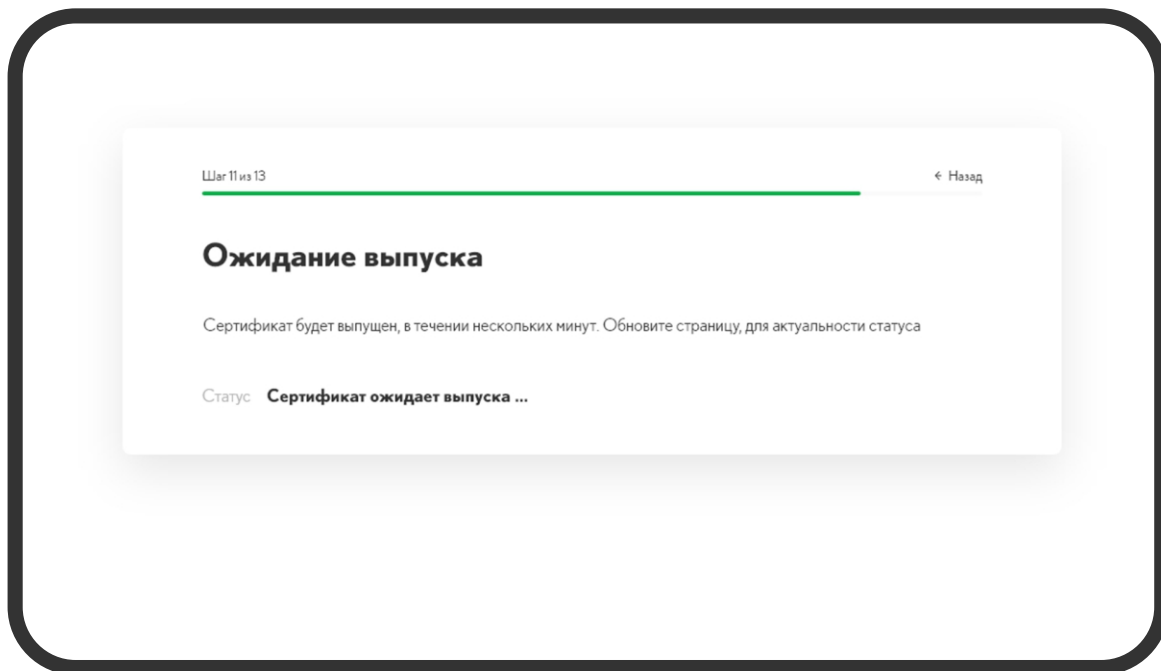 Шаг 11 из 13
← Назад
Ожидание выпуска
Сертификат будет выпущен, в течении нескольких минут. Обновите страницу, для актуальности статуса
Статус Сертификат ожидает выпуска ...